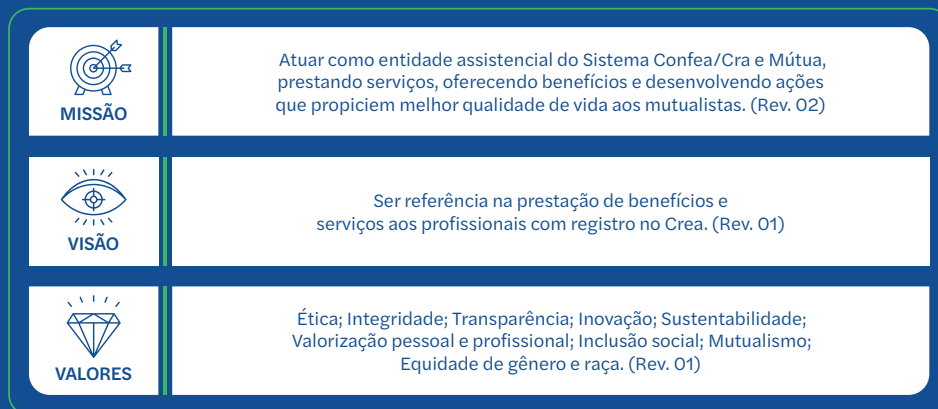 MISSÃO
Atuar como entidade assistencial do Sistema Confea/Cra e Mútua,
prestando serviços, oferecendo benefícios e desenvolvendo ações
que propiciem melhor qualidade de vida aos mutualistas. (Rev. 02)
VISÃO
Ser referência na prestação de benefícios e
serviços aos profissionais com registro no Crea. (Rev. 01)
VALORES
Ética; Integridade; Transparência; Inovação; Sustentabilidade;
Valorização pessoal e profissional; Inclusão social; Mutualismo;
Equidade de gênero e raça. (Rev. 01)